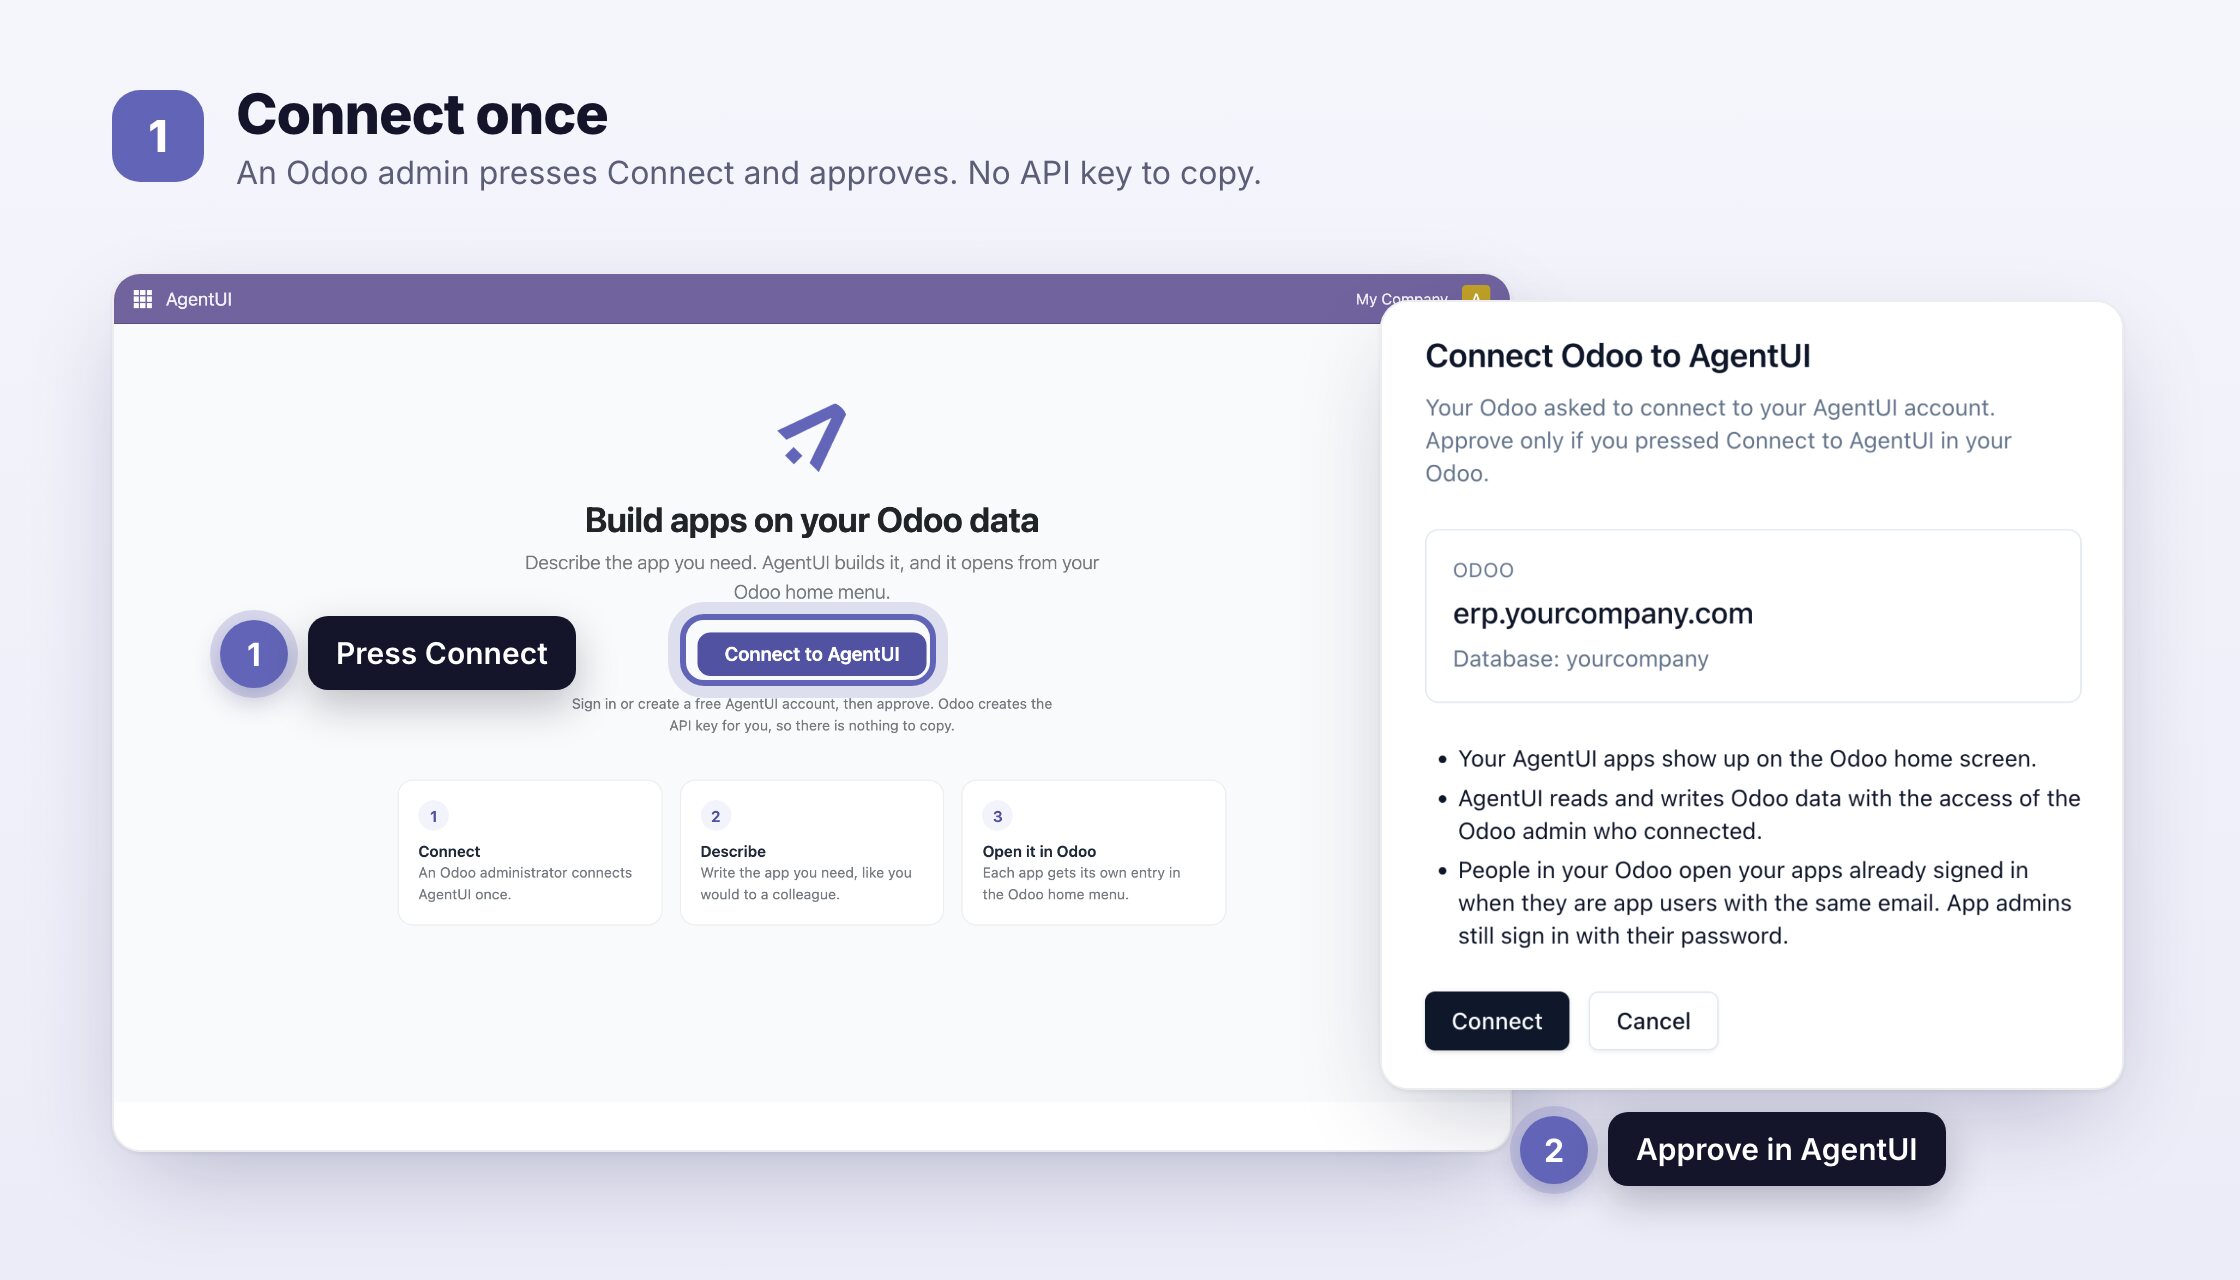 1
Connect once
An Odoo admin presses Connect and approves. No API key to copy.
AgentUI
My Company
A
Build apps on your Odoo data
Describe the app you need. AgentUI builds it, and it opens from your
Odoo home menu.
1
Press Connect
Connect to AgentUI
Sign in or create a free AgentUI account, then approve. Odoo creates the
API key for you, so there is nothing to copy.
1
Connect
An Odoo administrator connects
AgentUI once.
2
Describe
Write the app you need, like you
would to a colleague.
3
Open it in Odoo
Each app gets its own entry in
the Odoo home menu.
Connect Odoo to AgentUI
Your Odoo asked to connect to your AgentUI account.
Approve only if you pressed Connect to AgentUI in your
Odoo.
ODOO
erp.yourcompany.com
Database: yourcompany
• Your AgentUI apps show up on the Odoo home screen.
• AgentUI reads and writes Odoo data with the access of the
Odoo admin who connected.
• People in your Odoo open your apps already signed in
when they are app users with the same email. App admins
still sign in with their password.
Connect
Cancel
2
Approve in AgentUI